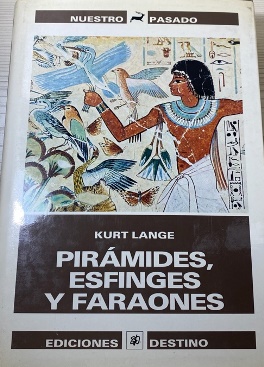 NUESTRO PASADO
KURT LANGE
PIRÁMIDES,
ESFINGES
Y FARAONES
EDICIONES DESTINO